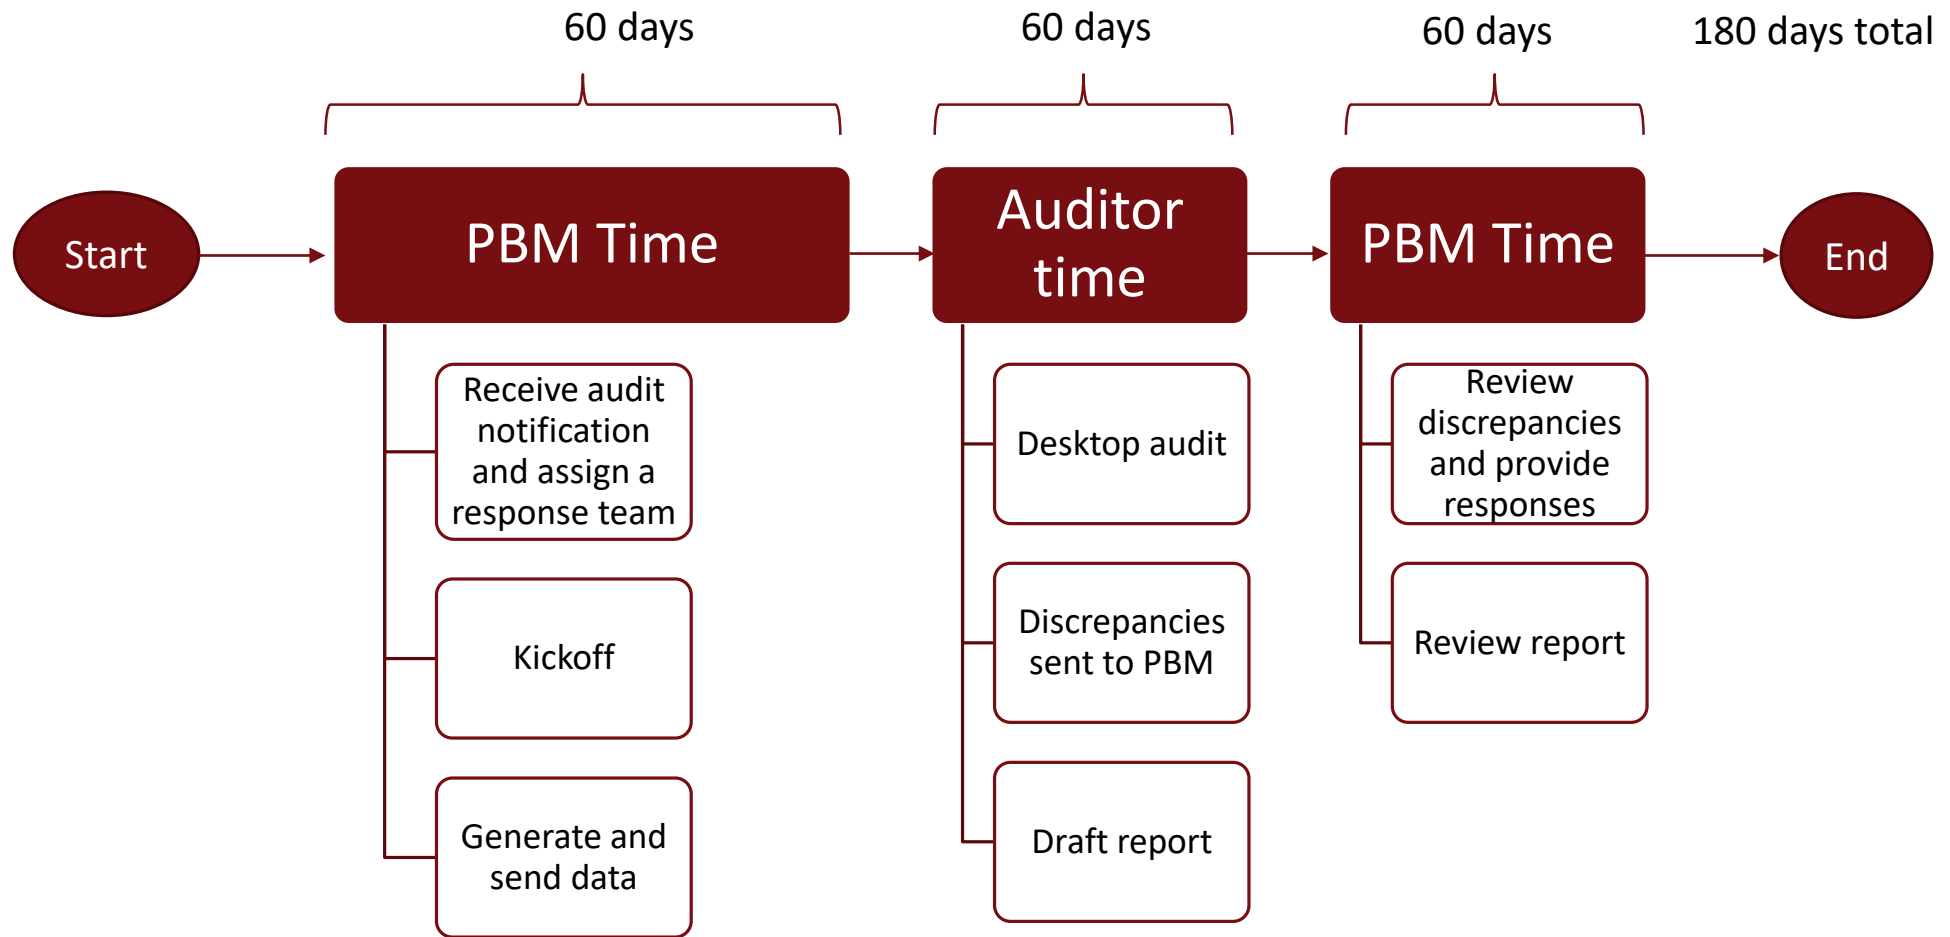 60 days
60 days
60 days
180 days total
Start
PBM Time
Auditor
time
PBM Time
End
Receive audit
notification
and assign a
response team
Kickoff
Generate and
send data
Desktop audit
Discrepancies
sent to PBM
Draft report
Review
discrepancies
and provide
responses
Review report